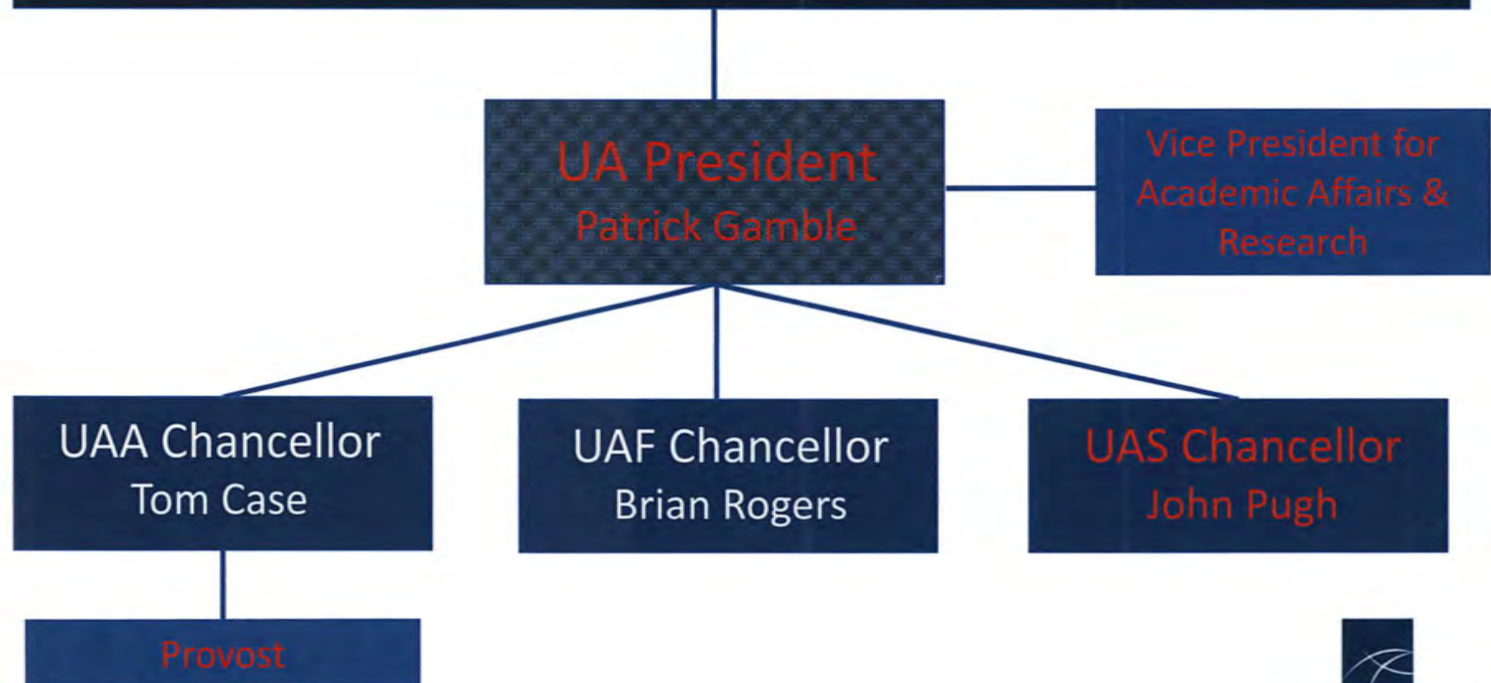 UA President
Patrick Gamble
Vice President for
Academic Affairs &
Research
UAA Chancellor
Tom Case
UAF Chancellor
Brian Rogers
UAS Chancellor
John Pugh
Provost